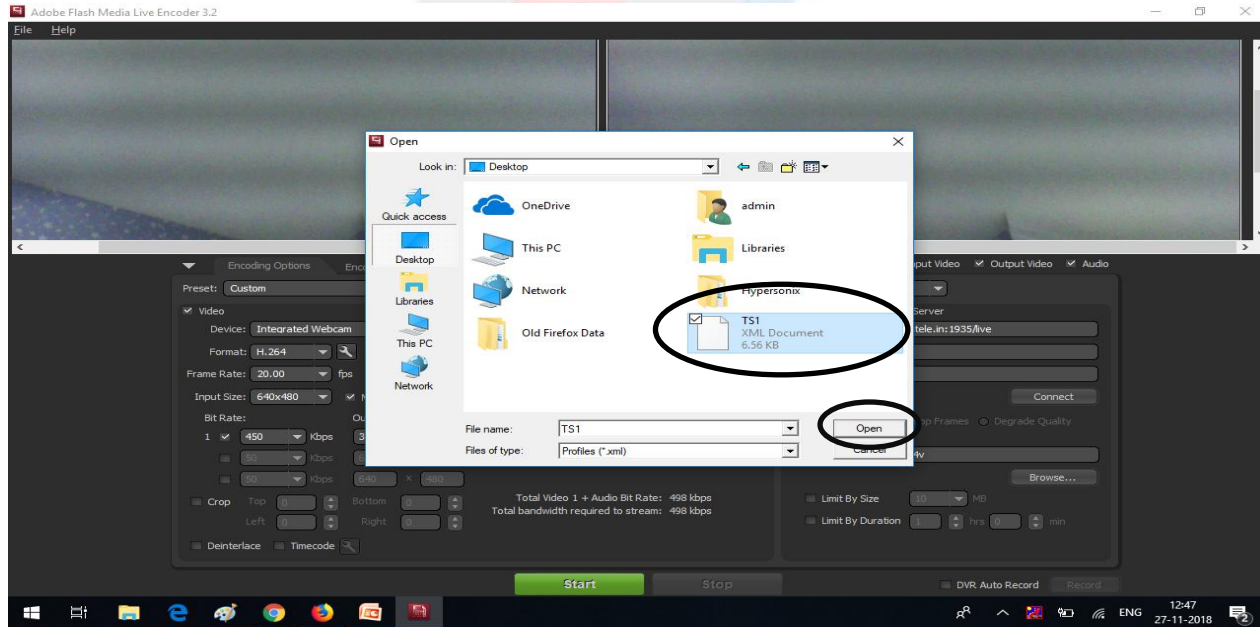 Adobe Flash Media Live Encoder 3.2
File Help
Open
Look in: Desktop
Quick access
Desktop
Libraries
This PC
Network
OneDrive
admin
This PC
Libraries
Network
Hypersonix
Old Firefox Data
TS1
XML Document
6.56 KB
File name: TS1 Open
Files of type: Profiles (*.xml) Cancel
Encoding Options
Output Video Audio
Preset: Custom
Video
Device: Integrated Webcam
tele.in:1935/live
Format: H.264
Frame Rate: 20.00 fps
Input Size: 640x480
Connect
Bit Rate:
Degrade Quality
1 450 Kbps
50 Kbps
50 Kbps 640 x 480
Browse...
Crop Top 0 Bottom 0
Left 0 Right 0
Total Video 1 + Audio Bit Rate: 498 kbps
Total bandwidth required to stream: 498 kbps
Limit By Size 10 MB
Limit By Duration 1 hrs 0 min
Deinterlace Timecode
Start Stop
DVR Auto Record Record
ENG 12:47
27-11-2018
2